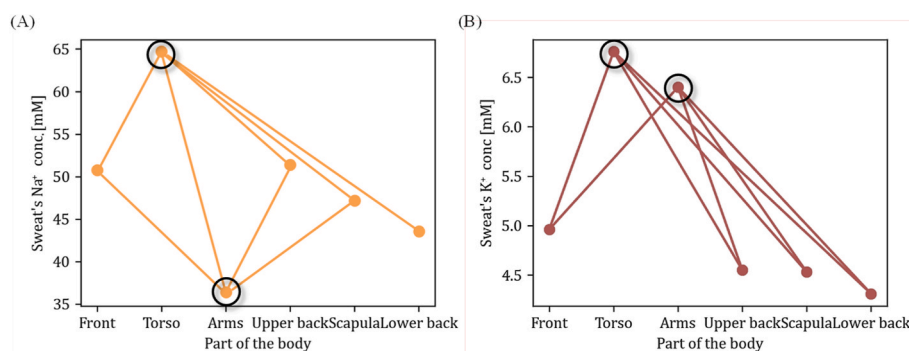 (A)
65
60
55
50
45
40
35
Sweat's Na⁺ conc. [mM]
Front Torso Arms Upper back Scapula Lower back
Part of the body
(B)
6.5
6.0
5.5
5.0
4.5
Sweat's K⁺ conc [mM]
Front Torso Arms Upper back Scapula Lower back
Part of the body